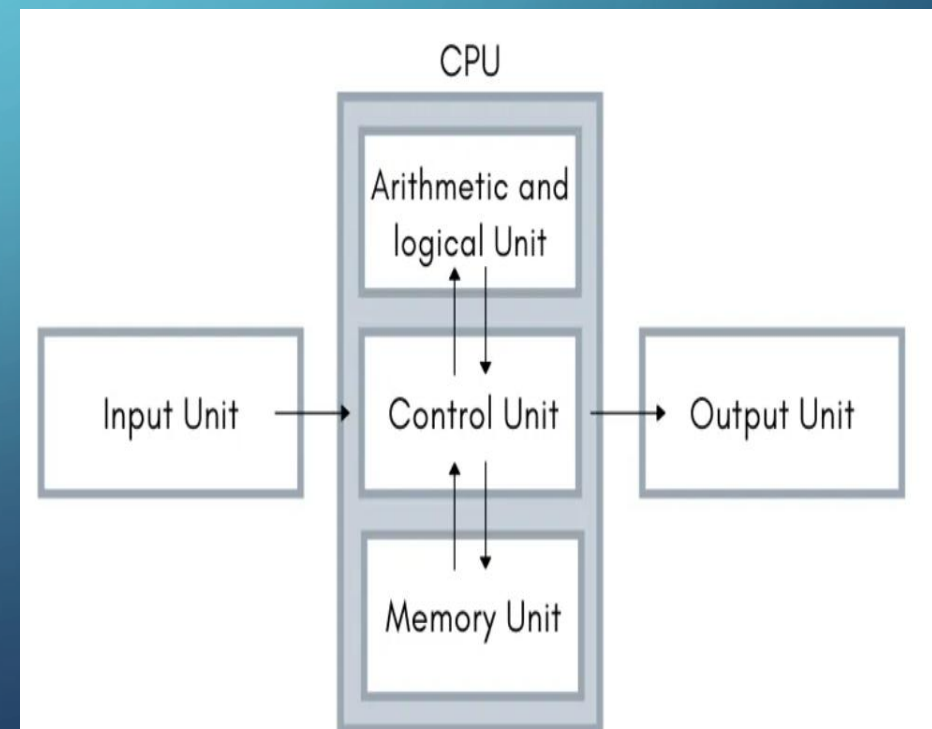 CPU
Arithmetic and
logical Unit
Input Unit
Control Unit
Output Unit
Memory Unit